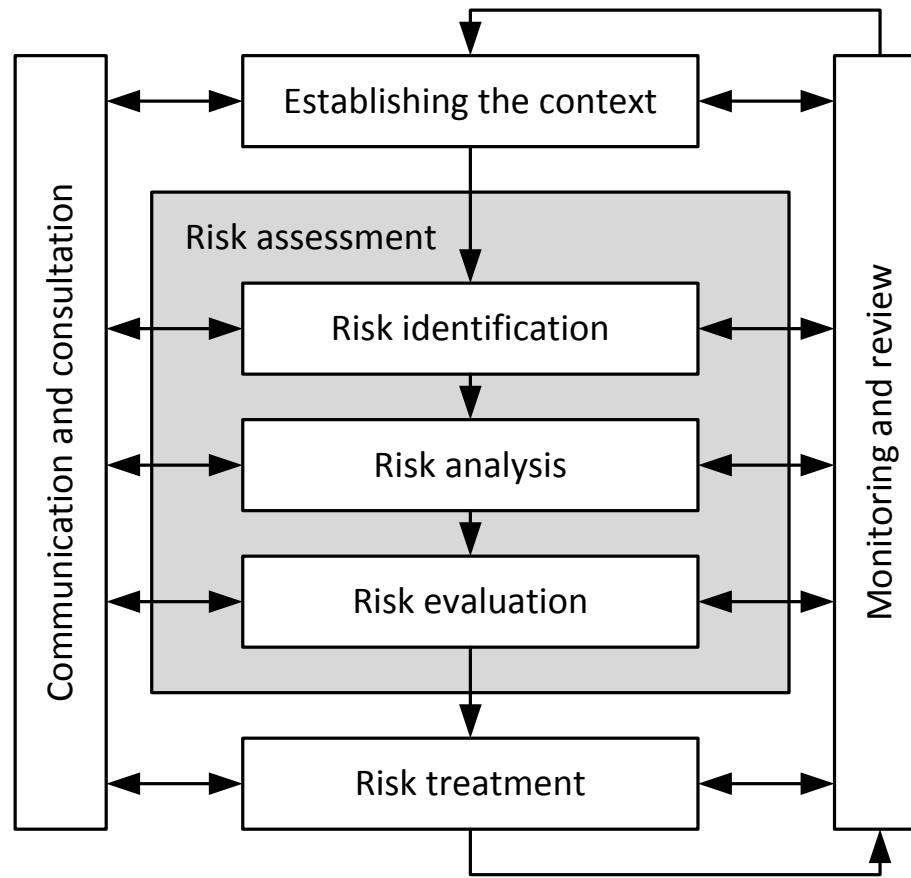 Establishing the context
Communication and consultation
Risk assessment
Risk identification
Risk analysis
Risk evaluation
Monitoring and review
Risk treatment